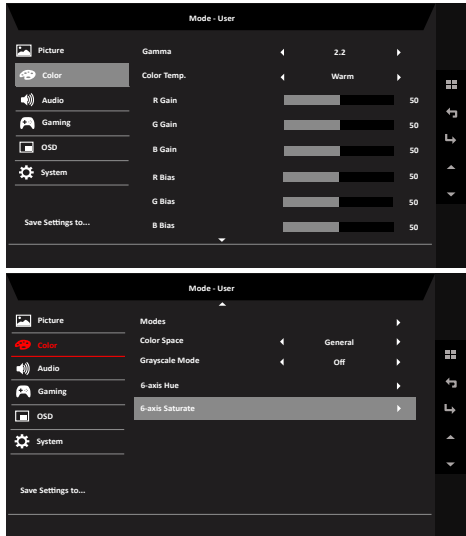 Mode - User
Picture
Gamma 2.2
Color
Color Temp. Warm
Audio
R Gain 50
Gaming
G Gain 50
OSD
B Gain 50
System
R Bias 50
G Bias 50
Save Settings to...
B Bias 50
Mode - User
Picture
Modes
Color
Color Space General
Audio
Grayscale Mode Off
Gaming
6-axis Hue
OSD
6-axis Saturate
System
Save Settings to...